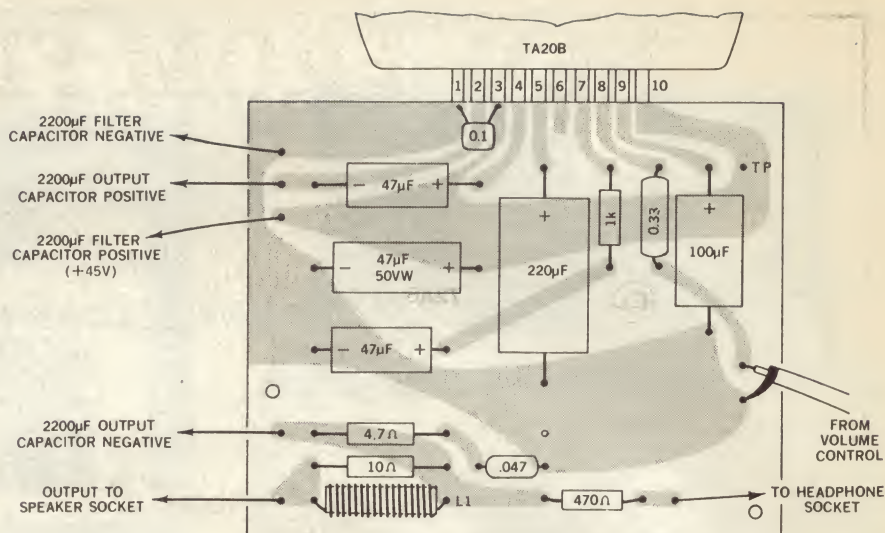 TA20B
1 2 3 4 5 6 7 8 9 10
0.1
2200µF FILTER
CAPACITOR NEGATIVE
2200µF OUTPUT
CAPACITOR POSITIVE
2200µF FILTER
CAPACITOR POSITIVE
(+45V)
− 47µF +
TP
+
220µF
1k
0.33
+
100µF
− 47µF +
50VW
− 47µF +
2200µF OUTPUT
CAPACITOR NEGATIVE
4.7Ω
FROM
VOLUME
CONTROL
10Ω
.047
OUTPUT TO
SPEAKER SOCKET
L1
470Ω
TO HEADPHONE
SOCKET